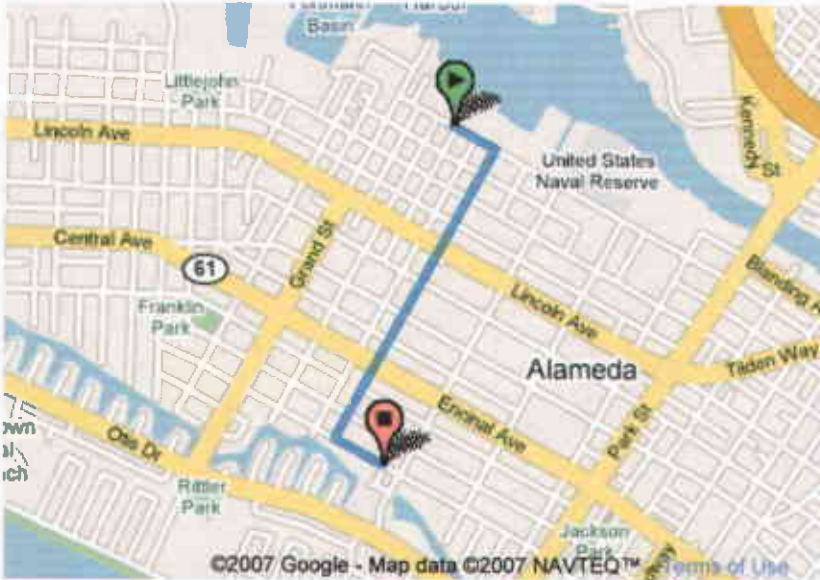 Harbor
Basin
Littlejohn
Park
Lincoln Ave
United States
Naval Reserve
Kennedy
St
Central Ave
61
Grand St
Franklin
Park
Lincoln Ave
Blanding
Alameda
Tilden Way
Encinal Ave
Park St
Otis Dr
Rittler
Park
Jackson
Park
©2007 Google - Map data ©2007 NAVTEQ™ Terms of Use